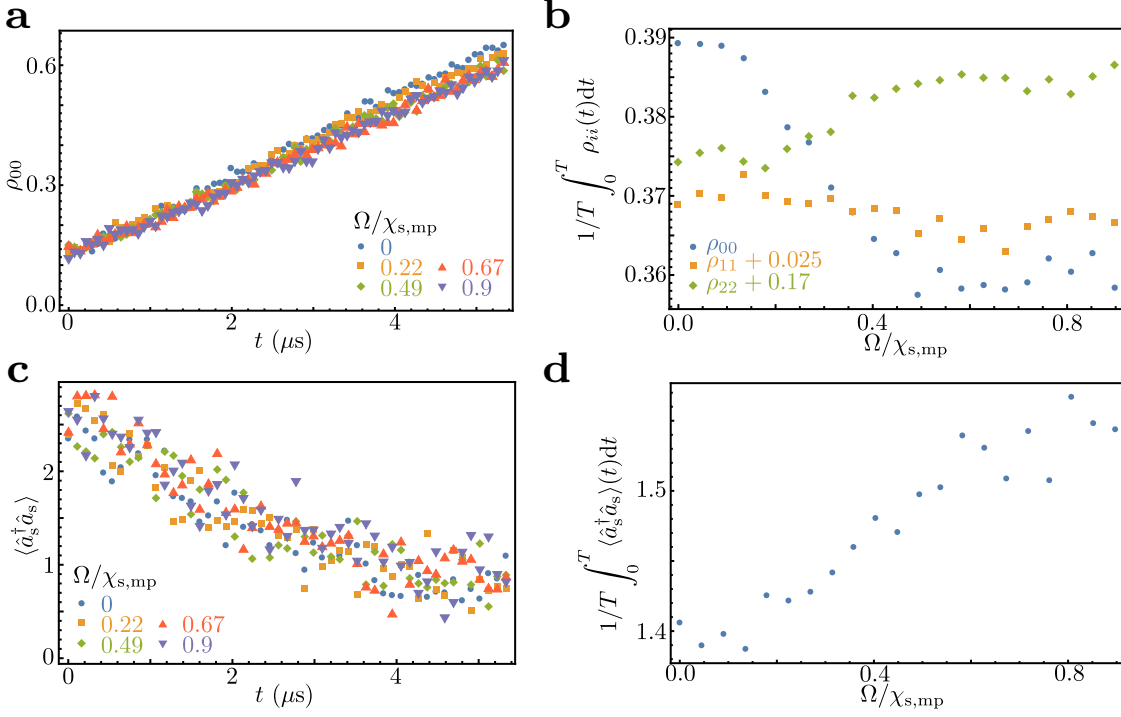 a
0.6
0.3
0.0
ρ₀₀
0
2
4
t (μs)
Ω/χs,mp
0
0.22
0.67
0.49
0.9
b
0.39
0.38
0.37
0.36
1/T ∫₀ᵀ ρᵢᵢ(t)dt
ρ₀₀
ρ₁₁ + 0.025
ρ₂₂ + 0.17
0.0
0.4
0.8
Ω/χs,mp
c
2
1
0
⟨â†s âs⟩
Ω/χs,mp
0
0.22
0.67
0.49
0.9
0
2
4
t (μs)
d
1.5
1.4
1/T ∫₀ᵀ ⟨â†s âs⟩(t)dt
0.0
0.4
0.8
Ω/χs,mp